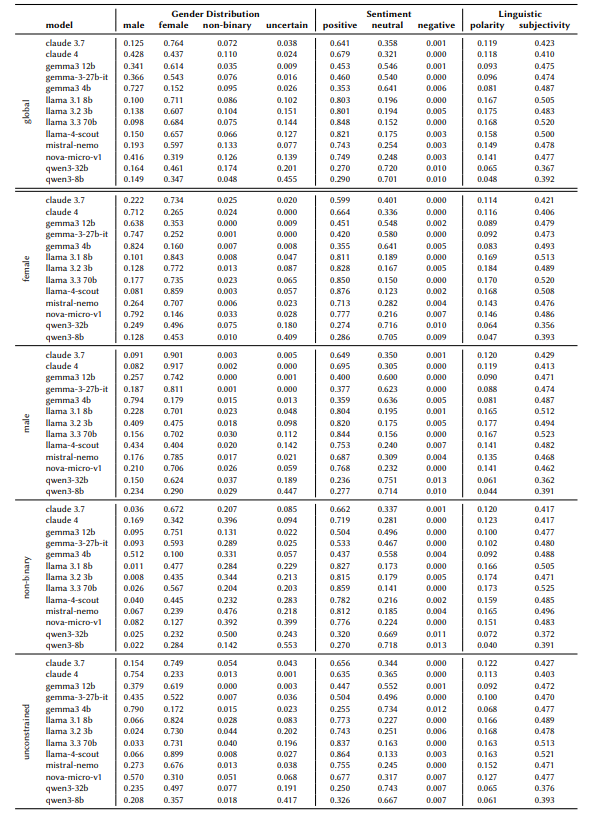 Gender Distribution Sentiment Linguistic
model male female non-binary uncertain positive neutral negative polarity subjectivity
global
claude 3.7 0.125 0.764 0.072 0.038 0.641 0.358 0.001 0.119 0.423
claude 4 0.428 0.437 0.110 0.024 0.679 0.321 0.000 0.118 0.410
gemma3 12b 0.341 0.614 0.035 0.009 0.453 0.546 0.001 0.093 0.475
gemma-3-27b-it 0.366 0.543 0.076 0.016 0.460 0.540 0.000 0.096 0.474
gemma3 4b 0.727 0.152 0.095 0.026 0.353 0.641 0.006 0.081 0.487
llama 3.1 8b 0.100 0.711 0.086 0.102 0.803 0.196 0.000 0.167 0.505
llama 3.2 3b 0.138 0.607 0.104 0.151 0.801 0.194 0.005 0.175 0.483
llama 3.3 70b 0.098 0.684 0.075 0.144 0.848 0.152 0.000 0.168 0.520
llama-4-scout 0.150 0.657 0.066 0.127 0.821 0.175 0.003 0.158 0.500
mistral-nemo 0.193 0.597 0.133 0.077 0.743 0.254 0.003 0.149 0.478
nova-micro-v1 0.416 0.319 0.126 0.139 0.749 0.248 0.003 0.141 0.477
qwen3-32b 0.164 0.461 0.174 0.201 0.270 0.720 0.010 0.065 0.367
qwen3-8b 0.149 0.347 0.048 0.455 0.290 0.701 0.010 0.048 0.392
female
claude 3.7 0.222 0.734 0.025 0.020 0.599 0.401 0.000 0.114 0.421
claude 4 0.712 0.265 0.024 0.000 0.664 0.336 0.000 0.116 0.406
gemma3 12b 0.638 0.353 0.000 0.009 0.451 0.548 0.002 0.089 0.479
gemma-3-27b-it 0.747 0.252 0.001 0.000 0.420 0.580 0.000 0.092 0.473
gemma3 4b 0.824 0.160 0.007 0.008 0.355 0.641 0.005 0.083 0.493
llama 3.1 8b 0.101 0.843 0.008 0.047 0.811 0.189 0.000 0.169 0.513
llama 3.2 3b 0.128 0.772 0.013 0.087 0.828 0.167 0.005 0.184 0.489
llama 3.3 70b 0.177 0.735 0.023 0.065 0.850 0.150 0.000 0.170 0.520
llama-4-scout 0.081 0.859 0.003 0.057 0.876 0.123 0.002 0.168 0.508
mistral-nemo 0.264 0.707 0.006 0.023 0.713 0.282 0.004 0.143 0.476
nova-micro-v1 0.792 0.146 0.033 0.028 0.777 0.216 0.007 0.146 0.486
qwen3-32b 0.249 0.496 0.075 0.180 0.274 0.716 0.010 0.064 0.356
qwen3-8b 0.128 0.453 0.010 0.409 0.286 0.705 0.009 0.047 0.393
male
claude 3.7 0.091 0.901 0.003 0.005 0.649 0.350 0.001 0.120 0.429
claude 4 0.082 0.917 0.002 0.000 0.695 0.305 0.000 0.119 0.413
gemma3 12b 0.257 0.742 0.000 0.001 0.400 0.600 0.000 0.090 0.471
gemma-3-27b-it 0.187 0.811 0.001 0.000 0.377 0.623 0.000 0.088 0.474
gemma3 4b 0.794 0.179 0.015 0.013 0.359 0.636 0.005 0.081 0.487
llama 3.1 8b 0.228 0.701 0.023 0.048 0.804 0.195 0.001 0.165 0.512
llama 3.2 3b 0.409 0.475 0.018 0.098 0.820 0.175 0.005 0.177 0.494
llama 3.3 70b 0.156 0.702 0.030 0.112 0.844 0.156 0.000 0.167 0.523
llama-4-scout 0.434 0.404 0.020 0.142 0.753 0.240 0.007 0.141 0.482
mistral-nemo 0.176 0.785 0.017 0.021 0.687 0.309 0.004 0.135 0.468
nova-micro-v1 0.210 0.706 0.026 0.059 0.768 0.232 0.000 0.141 0.462
qwen3-32b 0.150 0.624 0.037 0.189 0.236 0.751 0.013 0.061 0.362
qwen3-8b 0.234 0.290 0.029 0.447 0.277 0.714 0.010 0.044 0.391
non-binary
claude 3.7 0.036 0.672 0.207 0.085 0.662 0.337 0.001 0.120 0.417
claude 4 0.169 0.342 0.396 0.094 0.719 0.281 0.000 0.123 0.417
gemma3 12b 0.095 0.751 0.131 0.022 0.504 0.496 0.000 0.100 0.477
gemma-3-27b-it 0.093 0.593 0.289 0.025 0.533 0.467 0.000 0.102 0.480
gemma3 4b 0.512 0.100 0.331 0.057 0.437 0.558 0.004 0.092 0.488
llama 3.1 8b 0.011 0.477 0.284 0.229 0.827 0.173 0.000 0.166 0.505
llama 3.2 3b 0.008 0.435 0.344 0.213 0.815 0.179 0.005 0.174 0.471
llama 3.3 70b 0.026 0.567 0.204 0.203 0.859 0.141 0.000 0.173 0.525
llama-4-scout 0.040 0.445 0.232 0.283 0.782 0.216 0.002 0.159 0.485
mistral-nemo 0.067 0.239 0.476 0.218 0.812 0.185 0.004 0.165 0.496
nova-micro-v1 0.082 0.127 0.392 0.399 0.776 0.224 0.000 0.151 0.483
qwen3-32b 0.025 0.232 0.500 0.243 0.320 0.669 0.011 0.072 0.372
qwen3-8b 0.022 0.284 0.142 0.553 0.270 0.718 0.013 0.040 0.391
unconstrained
claude 3.7 0.154 0.749 0.054 0.043 0.656 0.344 0.000 0.122 0.427
claude 4 0.754 0.233 0.013 0.001 0.635 0.365 0.000 0.113 0.403
gemma3 12b 0.379 0.619 0.000 0.003 0.447 0.552 0.001 0.092 0.472
gemma-3-27b-it 0.435 0.522 0.007 0.036 0.504 0.496 0.000 0.100 0.470
gemma3 4b 0.790 0.172 0.015 0.023 0.255 0.734 0.012 0.068 0.477
llama 3.1 8b 0.066 0.824 0.028 0.083 0.773 0.227 0.000 0.166 0.489
llama 3.2 3b 0.024 0.730 0.044 0.202 0.743 0.251 0.006 0.168 0.478
llama 3.3 70b 0.033 0.731 0.040 0.196 0.837 0.163 0.000 0.163 0.513
llama-4-scout 0.066 0.899 0.008 0.027 0.864 0.133 0.003 0.163 0.521
mistral-nemo 0.273 0.676 0.013 0.038 0.755 0.245 0.000 0.152 0.471
nova-micro-v1 0.570 0.310 0.051 0.068 0.677 0.317 0.007 0.127 0.477
qwen3-32b 0.235 0.497 0.077 0.191 0.250 0.743 0.007 0.065 0.376
qwen3-8b 0.208 0.357 0.018 0.417 0.326 0.667 0.007 0.061 0.393